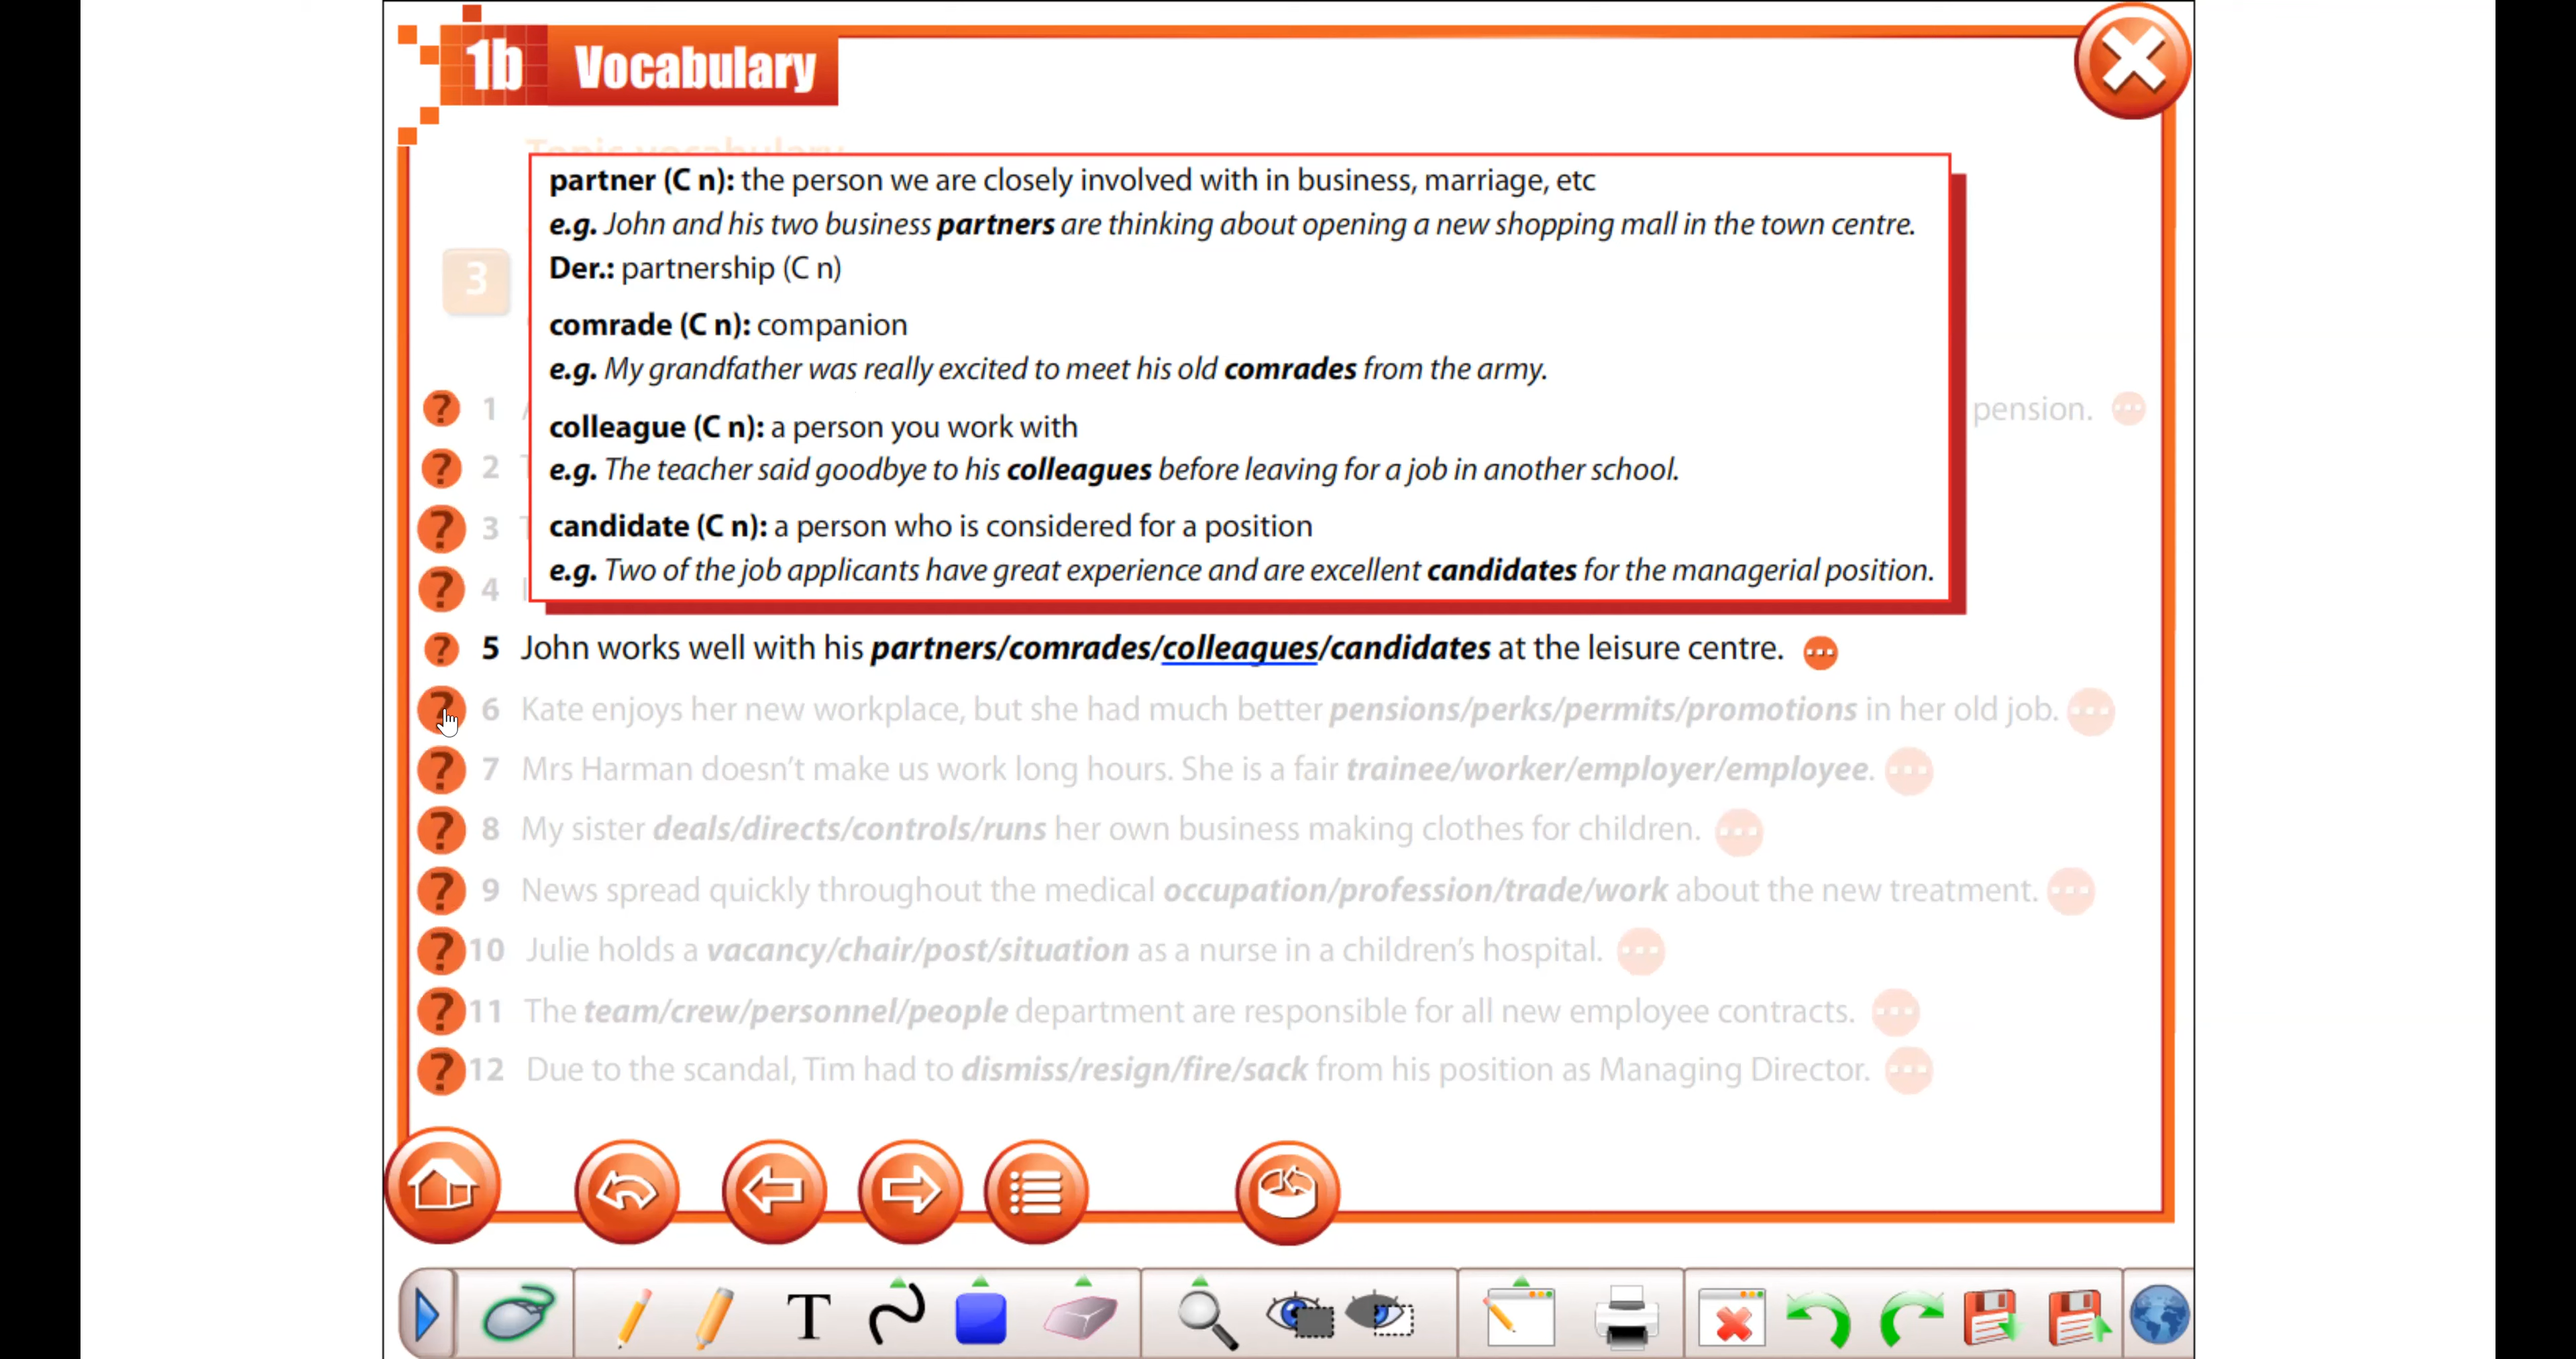 1b Vocabulary
Topic vocabulary
partner (C n): the person we are closely involved with in business, marriage, etc
e.g. John and his two business partners are thinking about opening a new shopping mall in the town centre.
Der.: partnership (C n)
3
comrade (C n): companion
e.g. My grandfather was really excited to meet his old comrades from the army.
1 pension.
colleague (C n): a person you work with
2
e.g. The teacher said goodbye to his colleagues before leaving for a job in another school.
3
candidate (C n): a person who is considered for a position
e.g. Two of the job applicants have great experience and are excellent candidates for the managerial position.
4
5 John works well with his partners/comrades/colleagues/candidates at the leisure centre.
6 Kate enjoys her new workplace, but she had much better pensions/perks/permits/promotions in her old job.
7 Mrs Harman doesn't make us work long hours. She is a fair trainee/worker/employer/employee.
8 My sister deals/directs/controls/runs her own business making clothes for children.
9 News spread quickly throughout the medical occupation/profession/trade/work about the new treatment.
10 Julie holds a vacancy/chair/post/situation as a nurse in a children's hospital.
11 The team/crew/personnel/people department are responsible for all new employee contracts.
12 Due to the scandal, Tim had to dismiss/resign/fire/sack from his position as Managing Director.
T